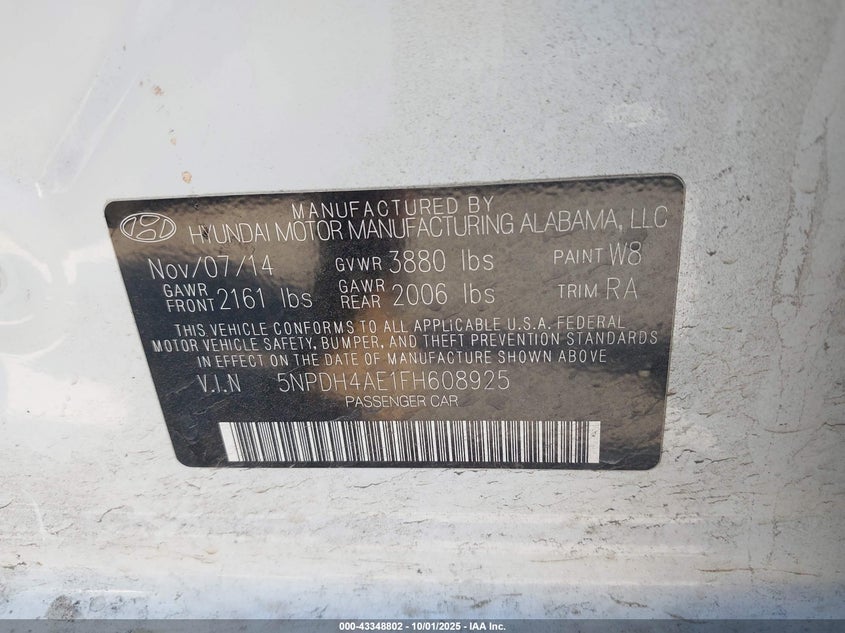 MANUFACTURED BY
HYUNDAI MOTOR MANUFACTURING ALABAMA, LLC
Nov/07/14 GVWR 3880 lbs PAINT W8
GAWR FRONT 2161 lbs GAWR REAR 2006 lbs TRIM RA
THIS VEHICLE CONFORMS TO ALL APPLICABLE U.S.A. FEDERAL
MOTOR VEHICLE SAFETY, BUMPER, AND THEFT PREVENTION STANDARDS
IN EFFECT ON THE DATE OF MANUFACTURE SHOWN ABOVE.
V.I.N 5NPDH4AE1FH608925
PASSENGER CAR
000-43348802 - 10/01/2025 - IAA Inc.